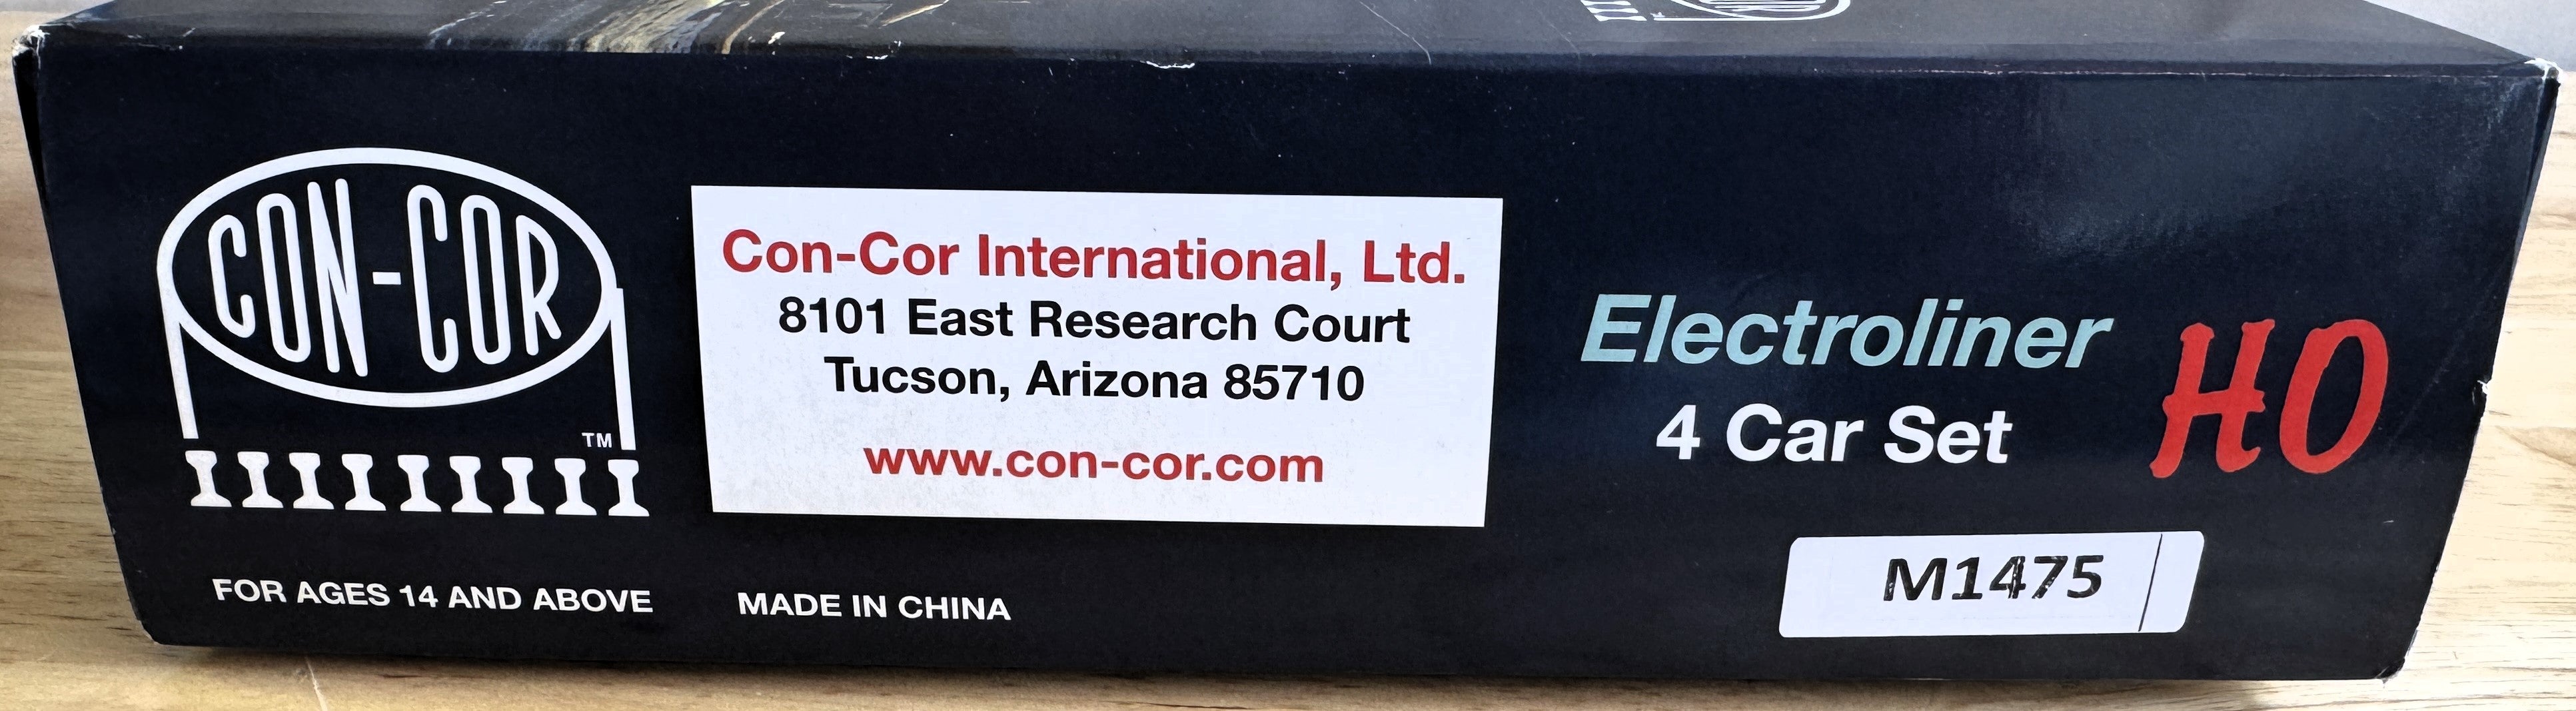 CON-COR
TM
FOR AGES 14 AND ABOVE
MADE IN CHINA
Con-Cor International, Ltd.
8101 East Research Court
Tucson, Arizona 85710
www.con-cor.com
Electroliner
4 Car Set
HO
M1475